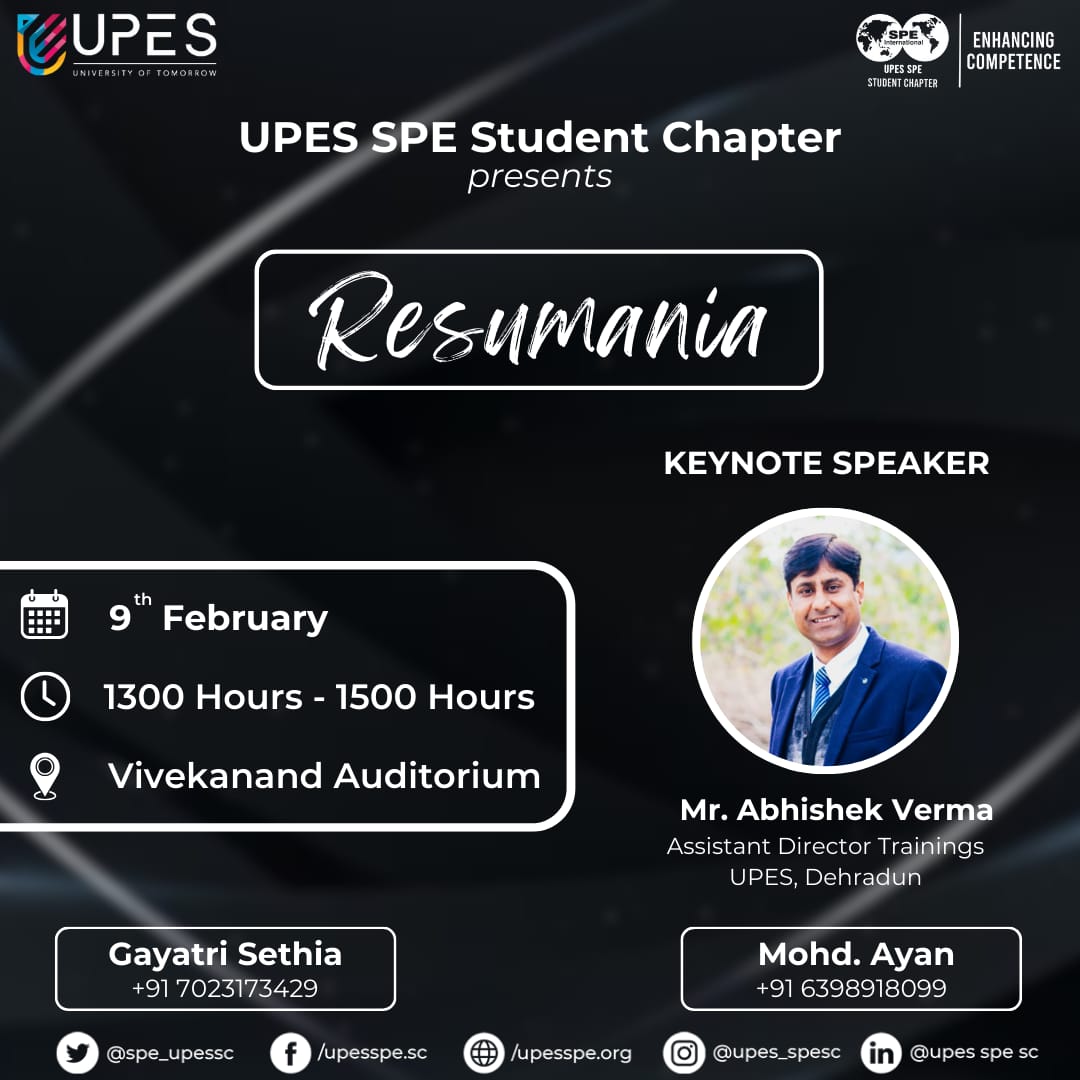 UPES
UNIVERSITY OF TOMORROW
SPE
International
UPES SPE
STUDENT CHAPTER
ENHANCING
COMPETENCE
UPES SPE Student Chapter
presents
Resumania
KEYNOTE SPEAKER
9th February
1300 Hours - 1500 Hours
Vivekanand Auditorium
Mr. Abhishek Verma
Assistant Director Trainings
UPES, Dehradun
Gayatri Sethia
+91 7023173429
Mohd. Ayan
+91 6398918099
@spe_upessc
/upesspe.sc
/upesspe.org
@upes_spesc
@upes spe sc